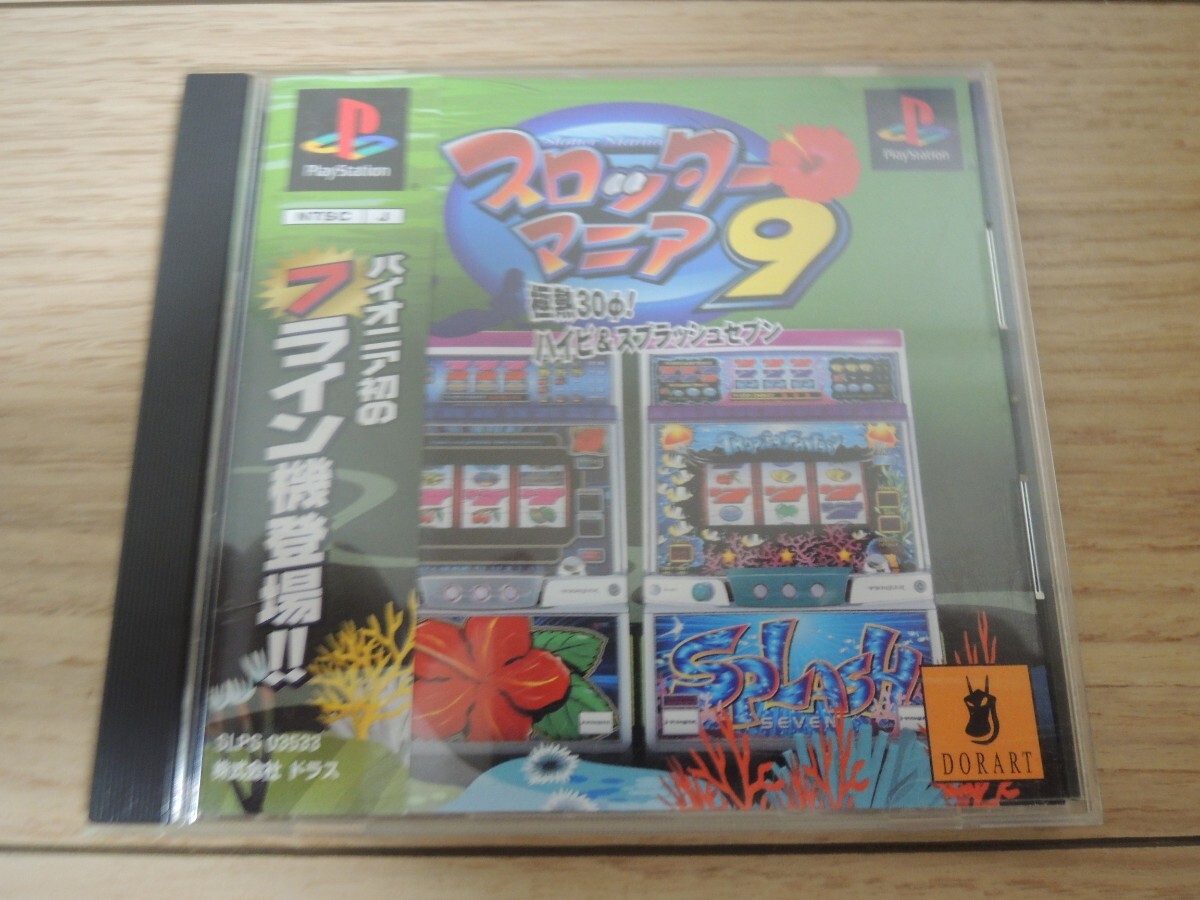 PlayStation
NTSC J
パイオニア初の
7ライン機登場!!
SLPS 03533
株式会社 ドラス
Slotter Mania
スロッター
マニア9
極熱30φ!
ハイビ&スプラッシュセブン
PlayStation
SPLASH
SEVEN
DORART